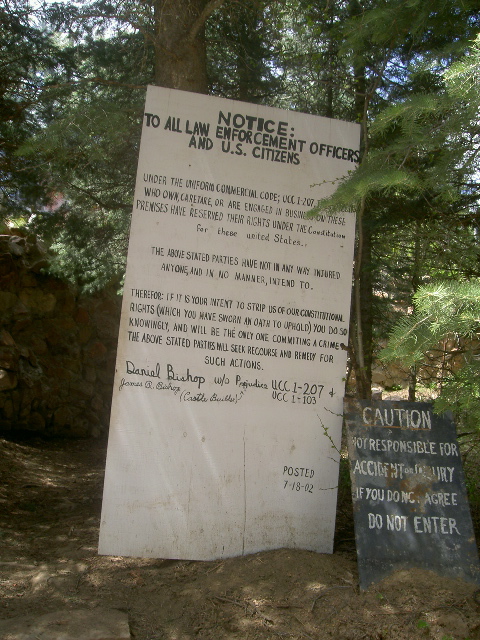 NOTICE:
TO ALL LAW ENFORCEMENT OFFICERS
AND U.S. CITIZENS
UNDER THE UNIFORM COMMERCIAL CODE; UCC 1-207,
WHO OWN, CARETAKE, OR ARE ENGAGED IN BUSINESS ON THESE
PREMISES HAVE RESERVED THEIR RIGHTS UNDER THE Constitution
for these united States..
THE ABOVE STATED PARTIES HAVE NOT IN ANY WAY INJURED
ANYONE, AND IN NO MANNER, INTEND TO.
THEREFOR: IF IT IS YOUR INTENT TO STRIP US OF OUR CONSTITUTIONAL
RIGHTS (WHICH YOU HAVE SWORN AN OATH TO UPHOLD) YOU DO SO
KNOWINGLY, AND WILL BE THE ONLY ONE COMMITING A CRIME
THE ABOVE STATED PARTIES WILL SEEK RECOURSE AND REMEDY FOR
SUCH ACTIONS.
Daniel Bishop w/o Prejudice UCC 1-207 &
James R. Bishop UCC 1-103
(Castle Builder)
POSTED
7-18-02
CAUTION
NOT RESPONSIBLE FOR
ACCIDENT or INJURY
IF YOU DO NOT AGREE
DO NOT ENTER